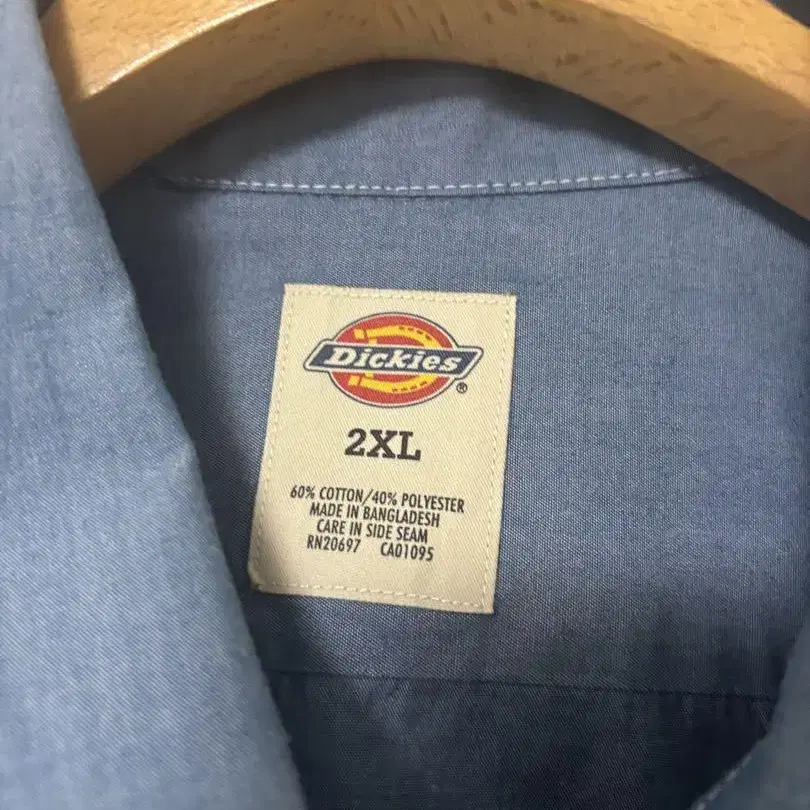 Dickies®
2XL
60% COTTON/40% POLYESTER
MADE IN BANGLADESH
CARE IN SIDE SEAM
RN20697 CA01095